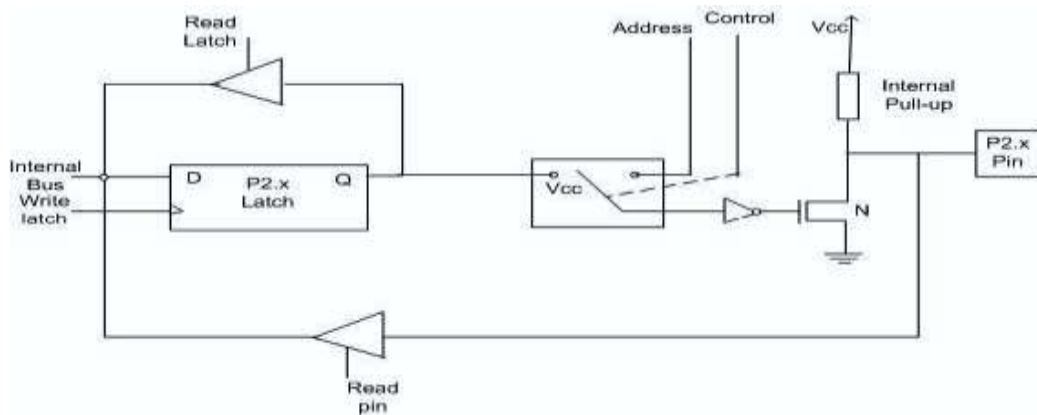 Read
Latch
Address
Control
Vcc
Internal
Pull-up
P2.x
Pin
Internal
Bus
Write
latch
D
P2.x
Latch
Q
Vcc
N
Read
pin